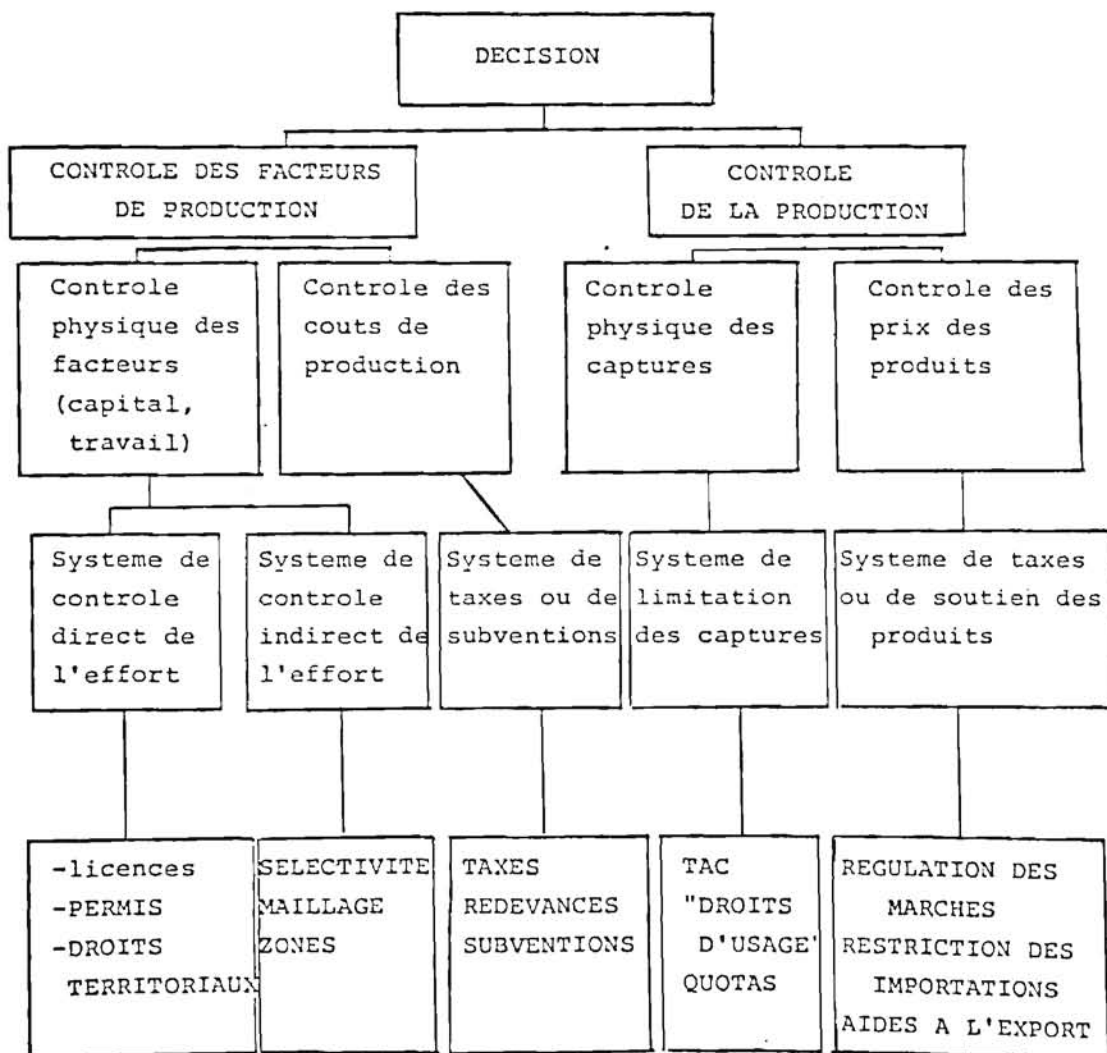 DECISION
CONTROLE DES FACTEURS
DE PRODUCTION
CONTROLE
DE LA PRODUCTION
Controle
physique des
facteurs
(capital,
travail)
Controle des
couts de
production
Controle
physique des
captures
Controle des
prix des
produits
Systeme de
controle
direct de
l'effort
Systeme de
controle
indirect de
l'effort
Systeme de
taxes ou de
subventions
Systeme de
limitation
des captures
Systeme de taxes
ou de soutien des
produits
-licences
-PERMIS
-DROITS
TERRITORIAUX
SELECTIVITE
MAILLAGE
ZONES
TAXES
REDEVANCES
SUBVENTIONS
TAC
"DROITS
D'USAGE'
QUOTAS
REGULATION DES
MARCHES
RESTRICTION DES
IMPORTATIONS
AIDES A L'EXPORT